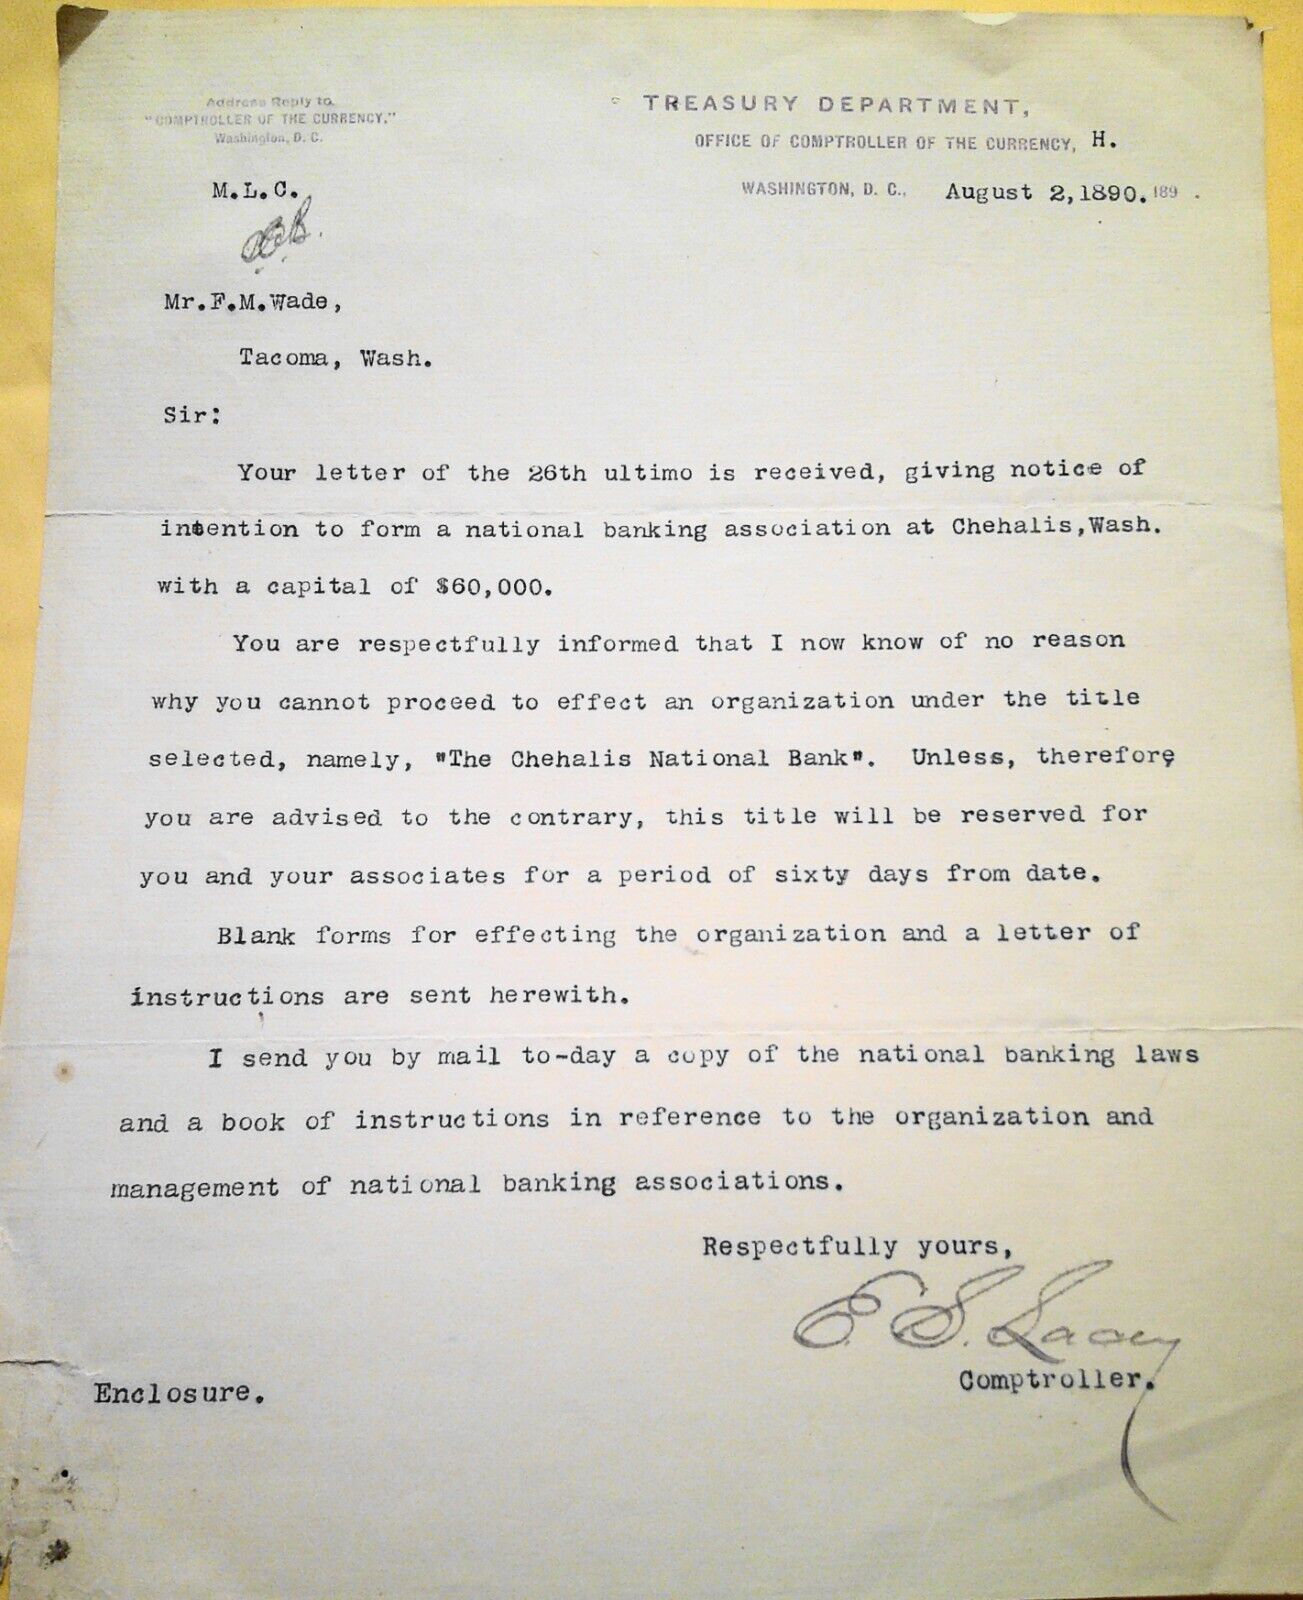 Address Reply to
"COMPTROLLER OF THE CURRENCY,"
Washington, D. C.
TREASURY DEPARTMENT,
OFFICE OF COMPTROLLER OF THE CURRENCY, H.
WASHINGTON, D. C., August 2,1890. 189 .
M.L.C.
Mr.F.M.Wade,
Tacoma, Wash.
Sir:
Your letter of the 26th ultimo is received, giving notice of
intention to form a national banking association at Chehalis,Wash.
with a capital of $60,000.
You are respectfully informed that I now know of no reason
why you cannot proceed to effect an organization under the title
selected, namely, "The Chehalis National Bank". Unless, therefore,
you are advised to the contrary, this title will be reserved for
you and your associates for a period of sixty days from date.
Blank forms for effecting the organization and a letter of
instructions are sent herewith.
I send you by mail to-day a copy of the national banking laws
and a book of instructions in reference to the organization and
management of national banking associations.
Respectfully yours,
E. S. Lacey
Comptroller.
Enclosure.